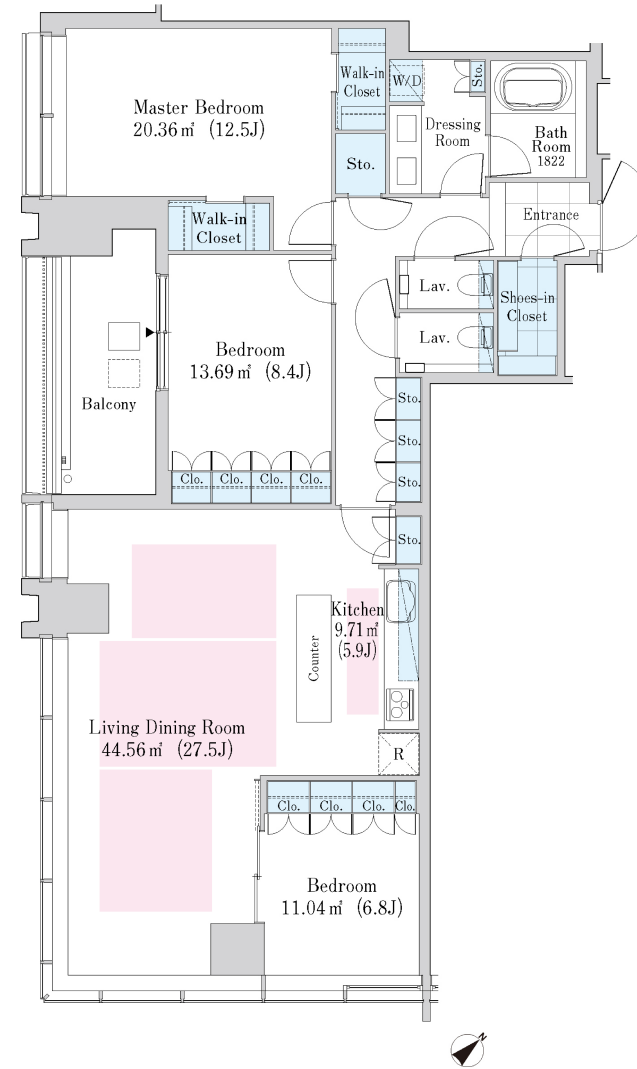 Walk-in
Closet
W/D
Sto.
Master Bedroom
20.36㎡ (12.5J)
Dressing
Room
Bath
Room
1822
Sto.
Walk-in
Closet
Entrance
Lav.
Shoes-in
Closet
Lav.
Bedroom
13.69㎡ (8.4J)
Balcony
Sto.
Sto.
Sto.
Clo.
Clo.
Clo.
Clo.
Sto.
Kitchen
9.71㎡
(5.9J)
Counter
Living Dining Room
44.56㎡ (27.5J)
R
Clo.
Clo.
Clo.
Clo.
Bedroom
11.04㎡ (6.8J)
N